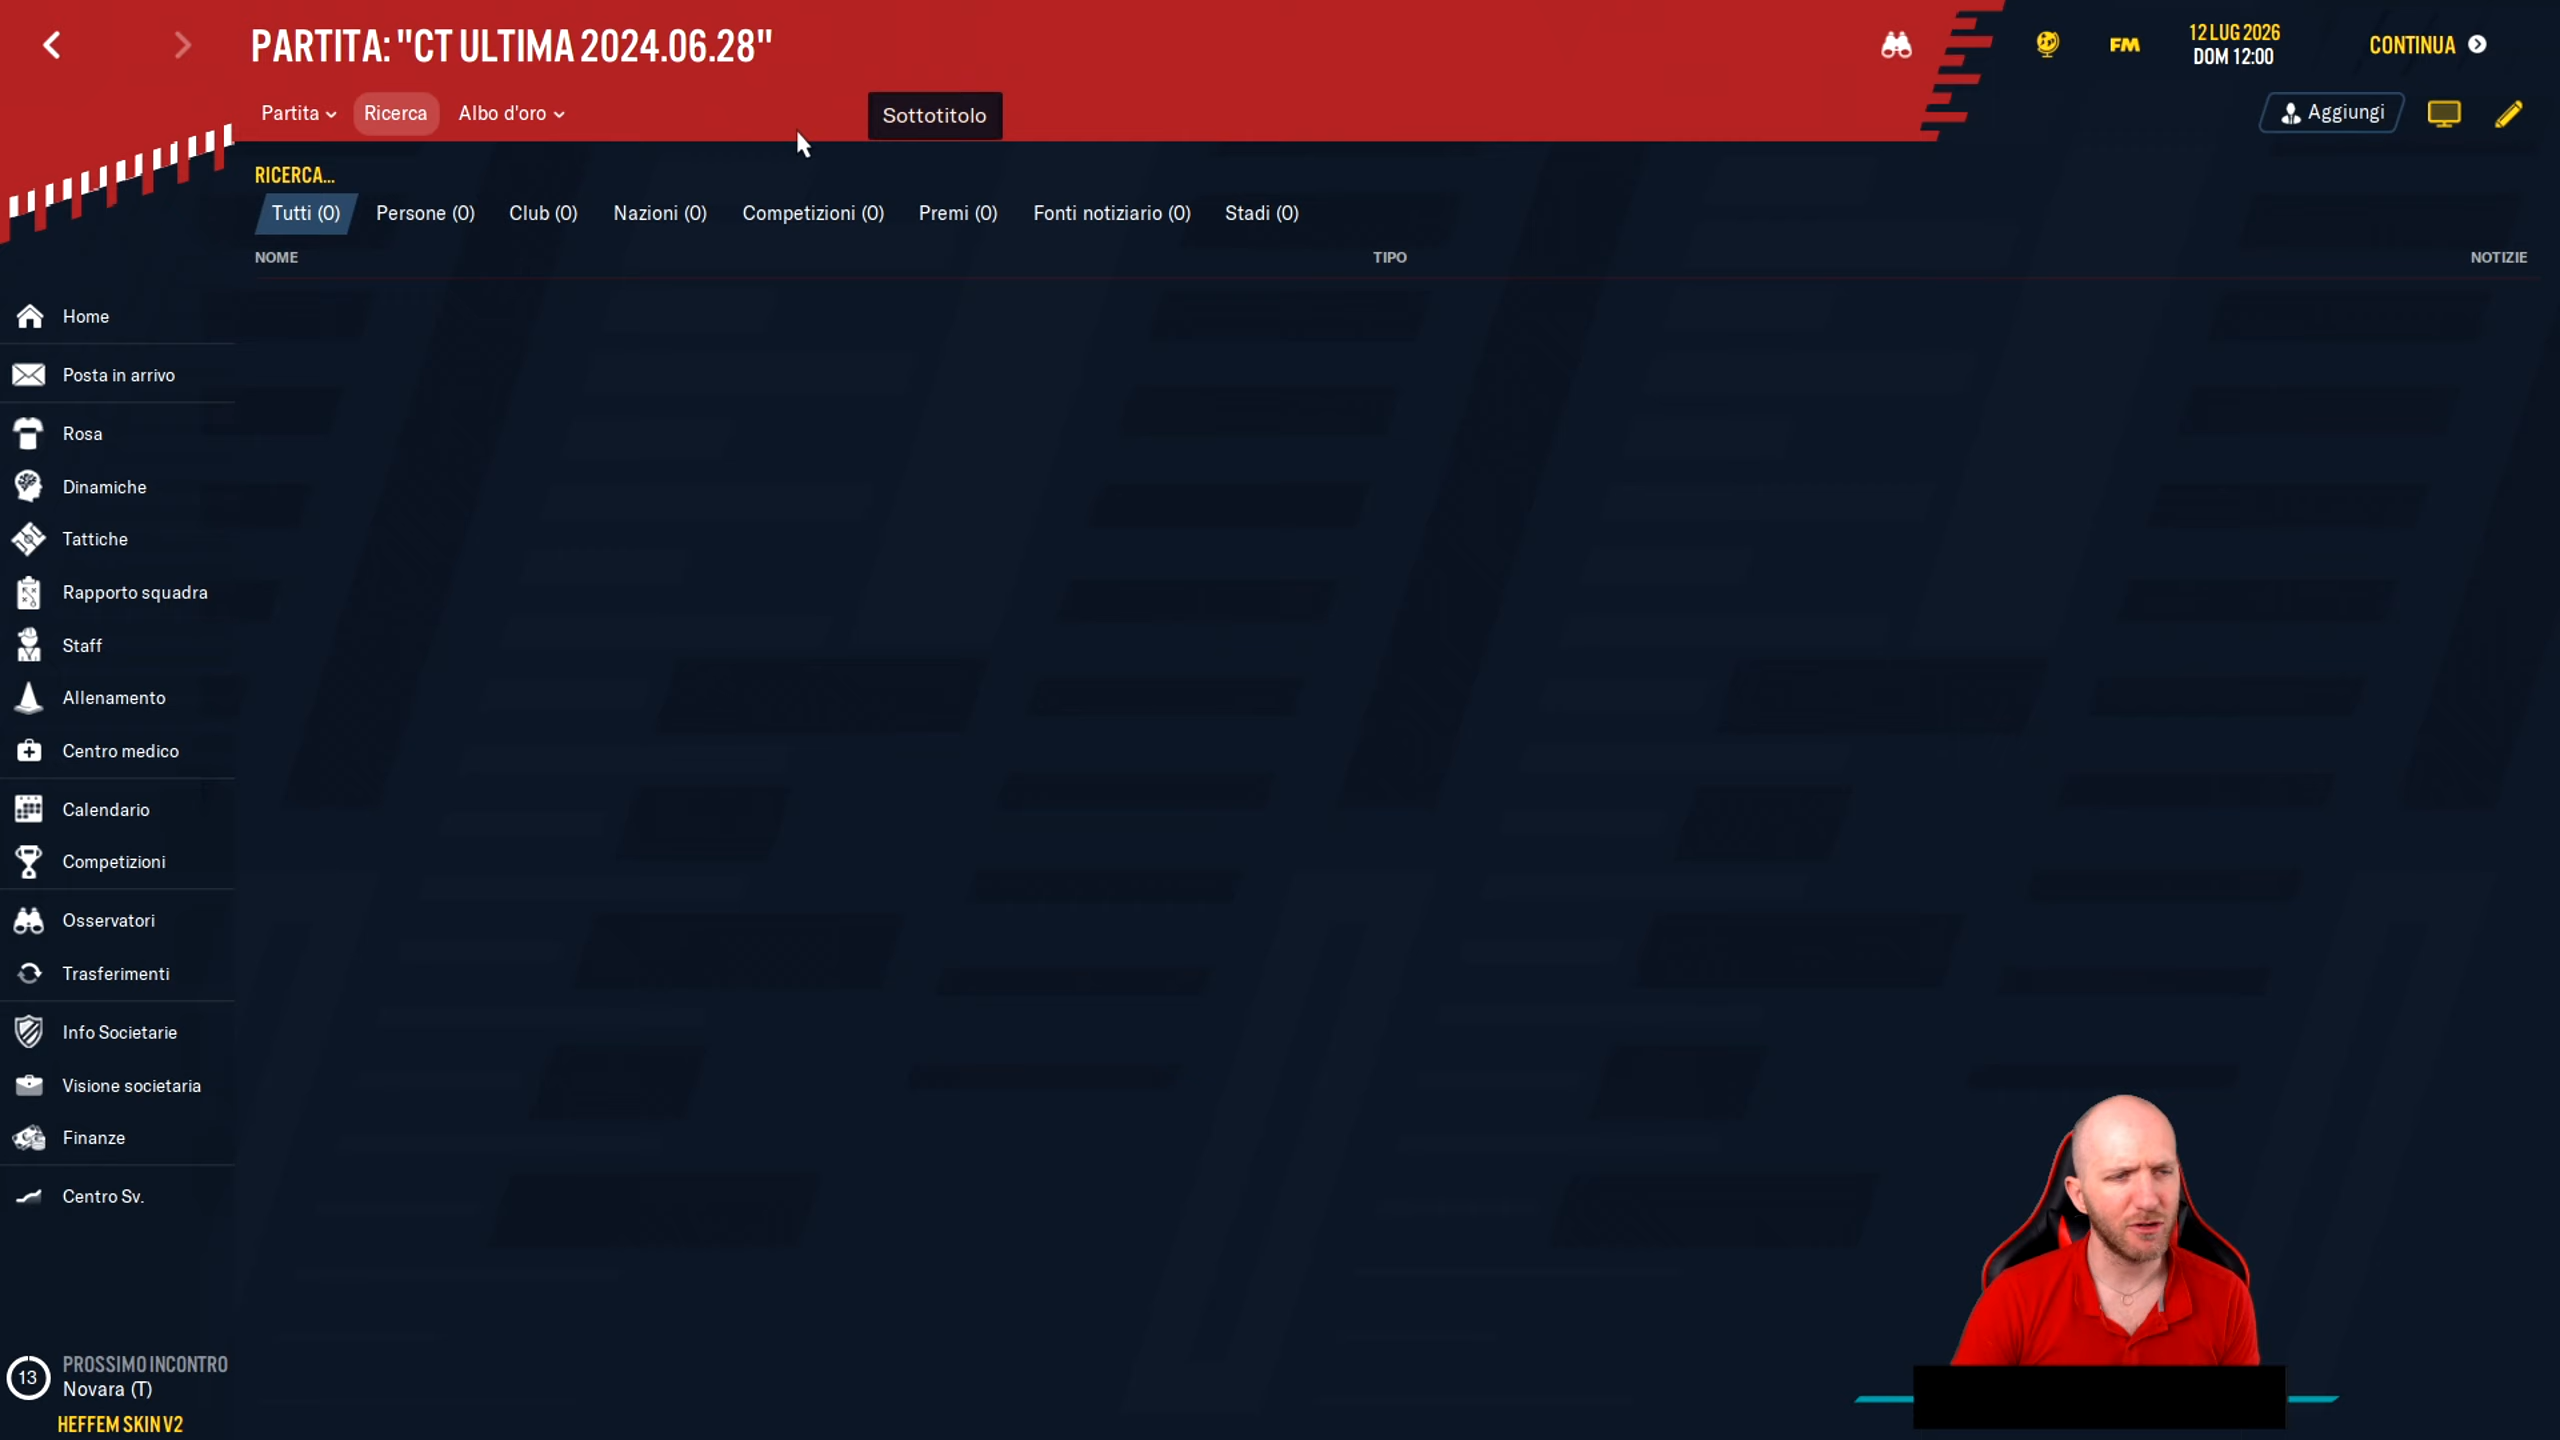 PARTITA: "CT ULTIMA 2024.06.28"
FM
12 LUG 2026
DOM 12:00
CONTINUA
Partita
Ricerca
Albo d'oro
Sottotitolo
Aggiungi
RICERCA...
Tutti (0)
Persone (0)
Club (0)
Nazioni (0)
Competizioni (0)
Premi (0)
Fonti notiziario (0)
Stadi (0)
NOME
TIPO
NOTIZIE
Home
Posta in arrivo
Rosa
Dinamiche
Tattiche
Rapporto squadra
Staff
Allenamento
Centro medico
Calendario
Competizioni
Osservatori
Trasferimenti
Info Societarie
Visione societaria
Finanze
Centro Sv.
13
PROSSIMO INCONTRO
Novara (T)
HEFFEM SKIN V2